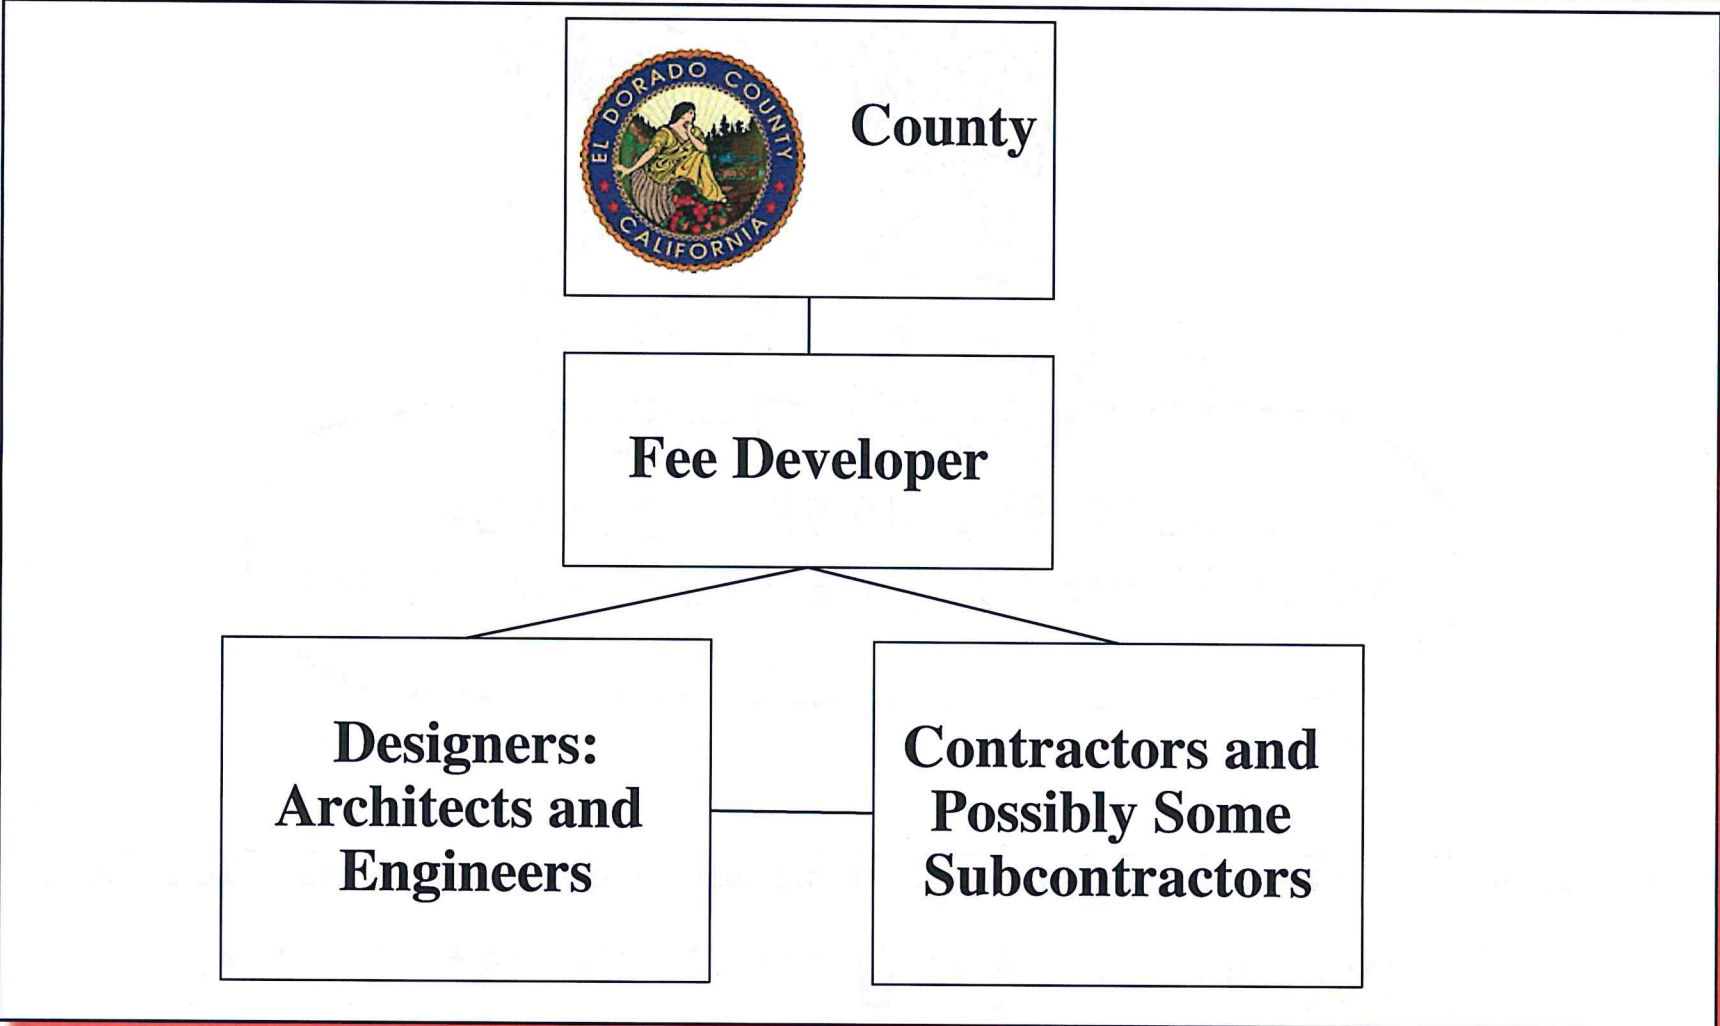 EL DORADO COUNTY
CALIFORNIA
County
Fee Developer
Designers:
Architects and
Engineers
Contractors and
Possibly Some
Subcontractors